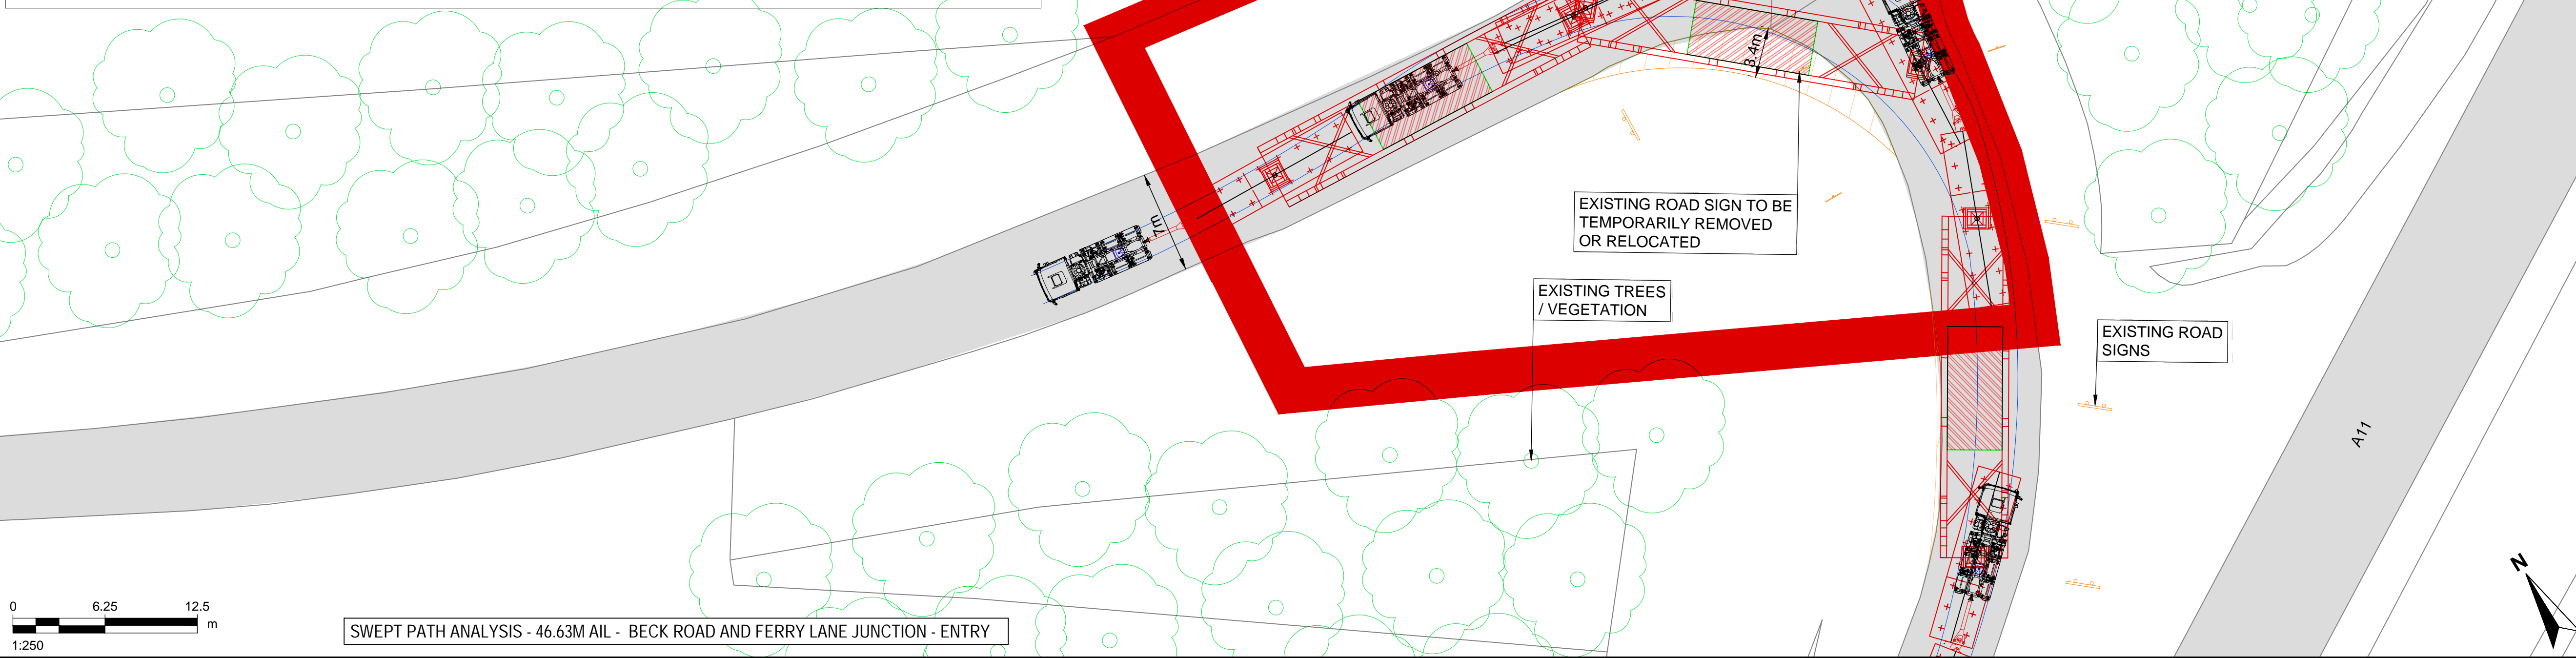 3.4m
7m
EXISTING ROAD SIGN TO BE
TEMPORARILY REMOVED
OR RELOCATED
EXISTING TREES
/ VEGETATION
EXISTING ROAD
SIGNS
A11
N
0 6.25 12.5
m
1:250
SWEPT PATH ANALYSIS - 46.63M AIL - BECK ROAD AND FERRY LANE JUNCTION - ENTRY